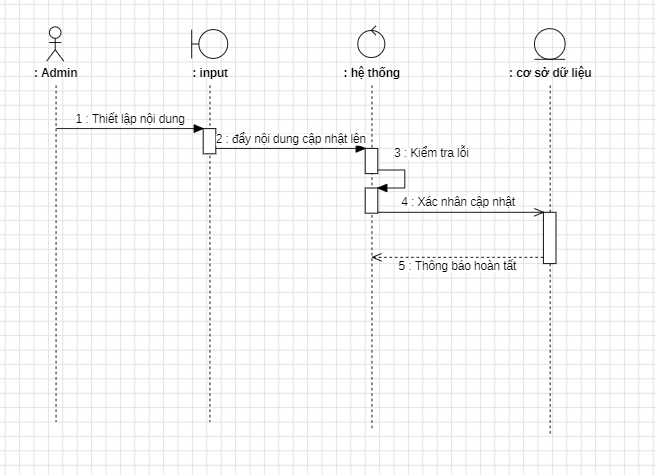 : Admin
: input
: hệ thống
: cơ sở dữ liệu
1 : Thiết lập nội dung
2 : đẩy nội dung cập nhật lên
3 : Kiểm tra lỗi
4 : Xác nhân cập nhật
5 : Thông báo hoàn tất